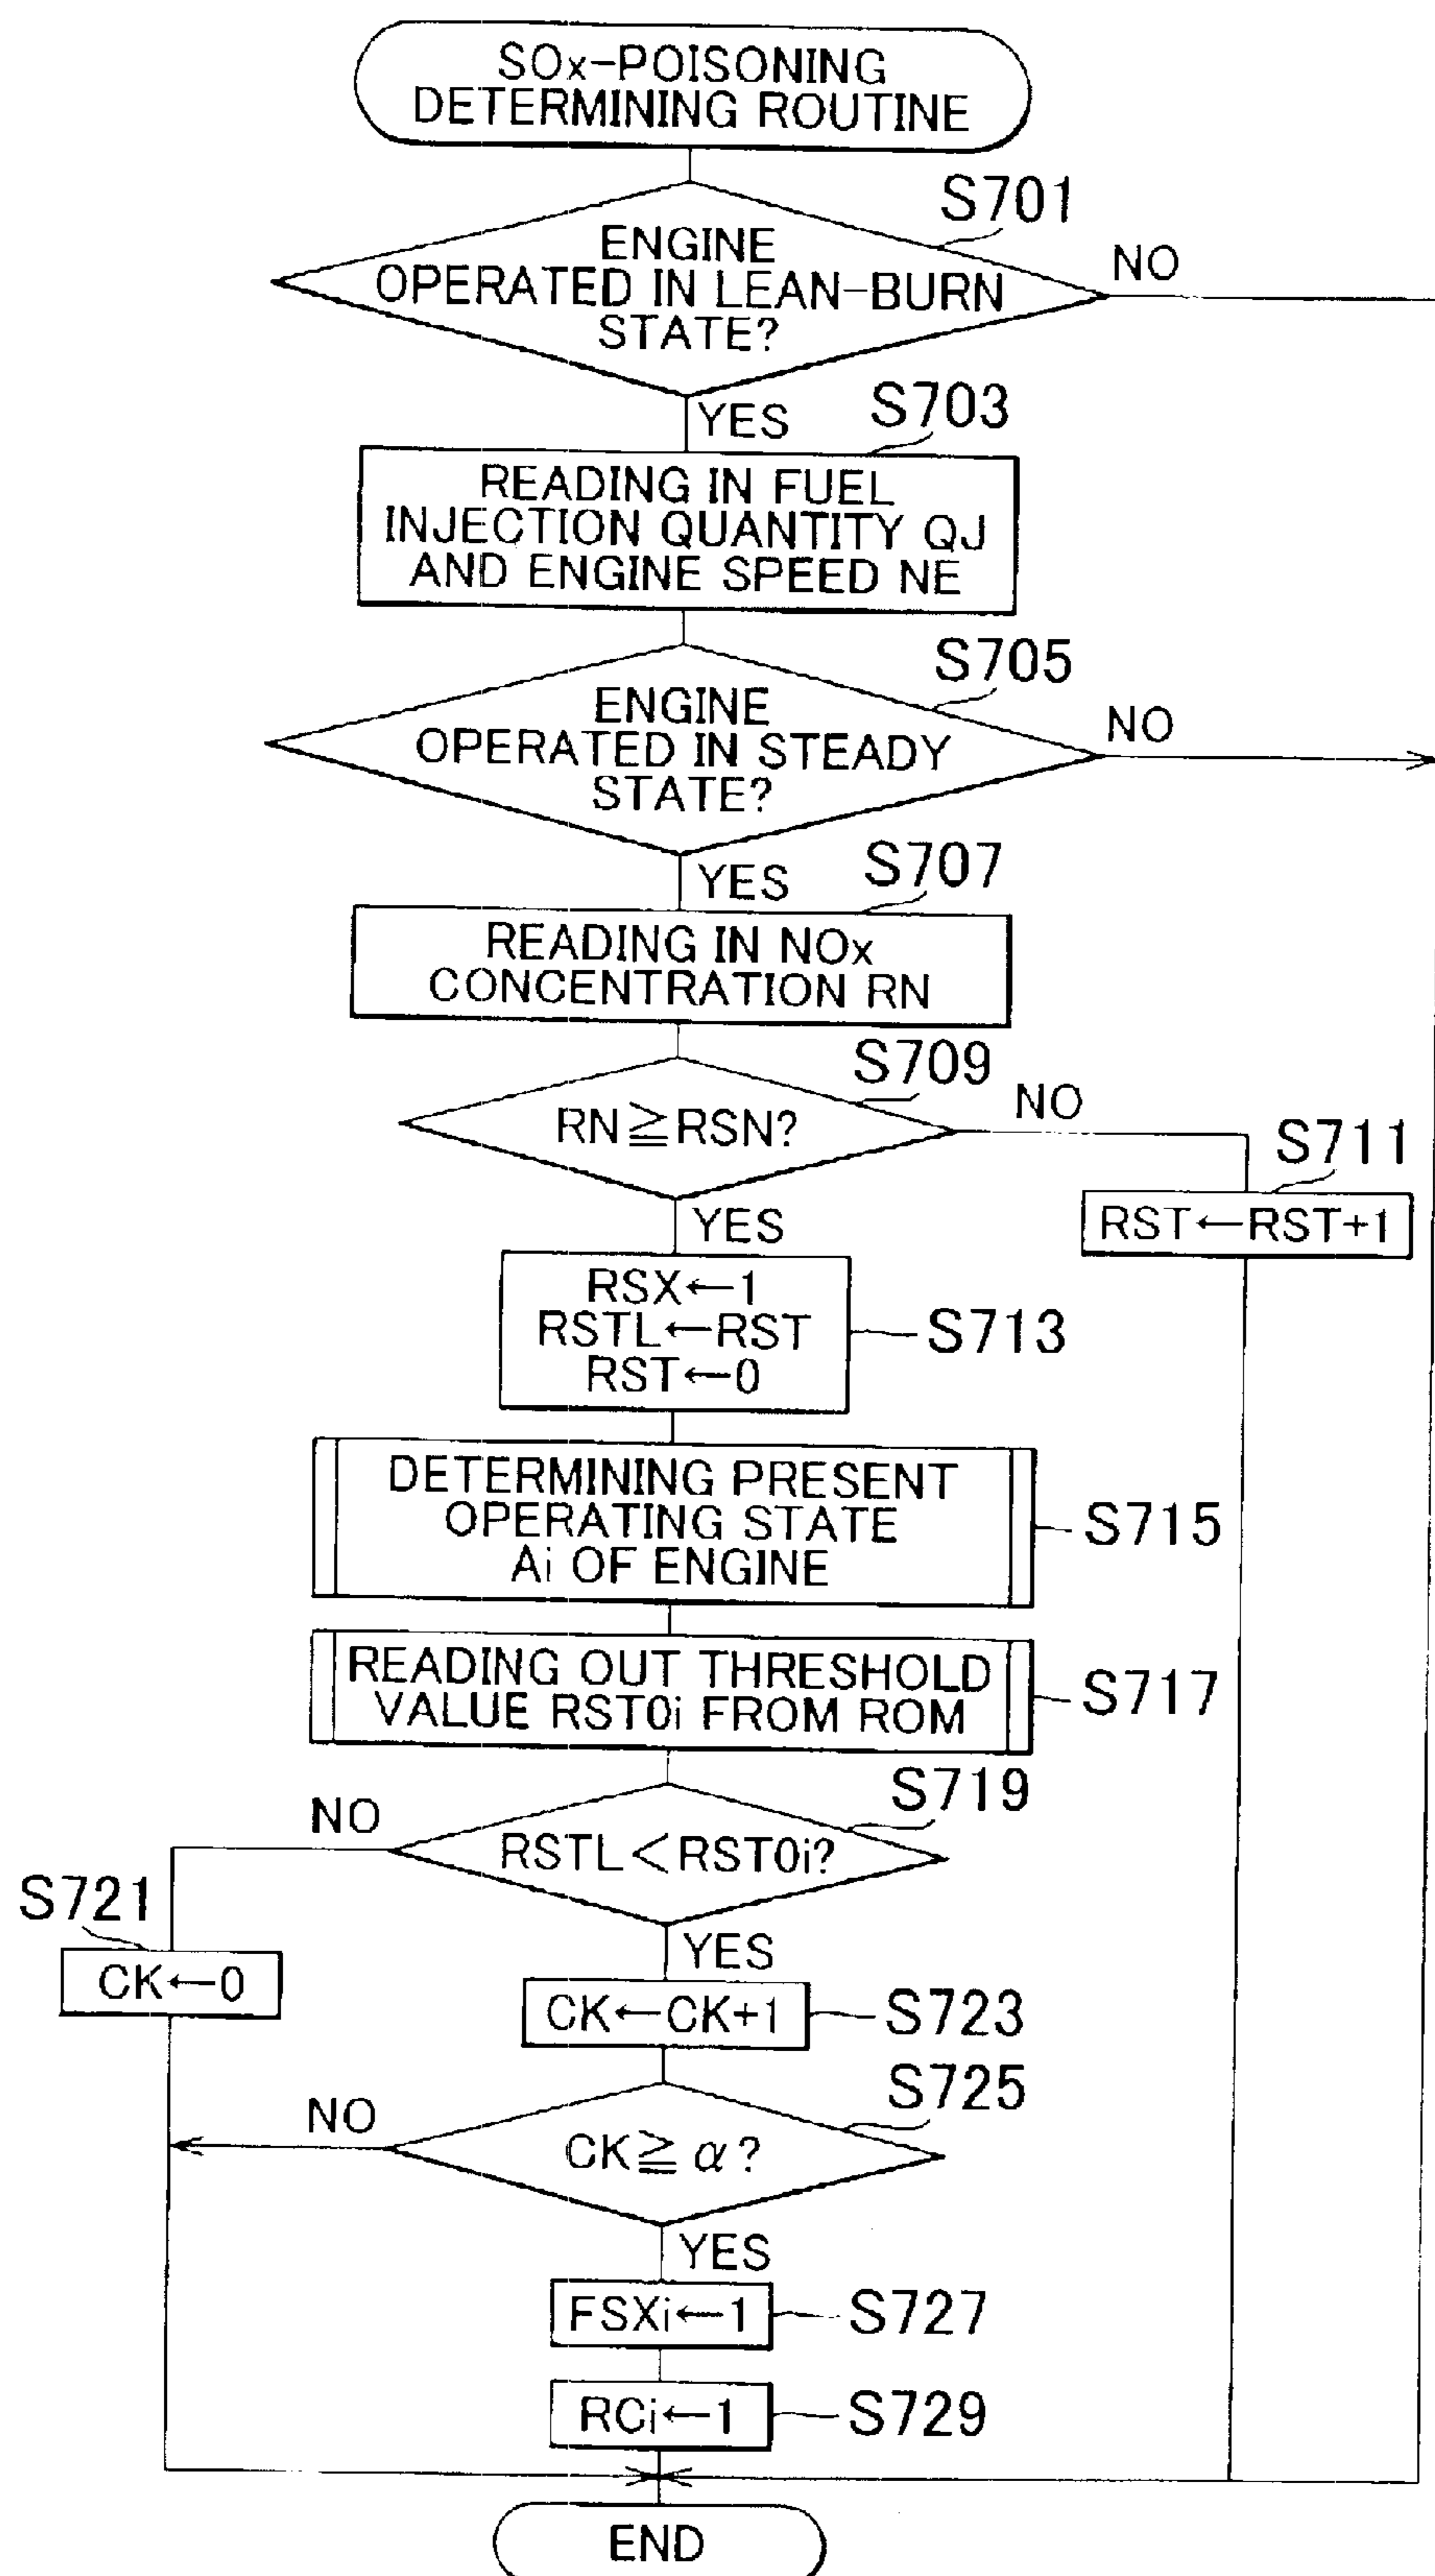 SOx-POISONING
DETERMINING ROUTINE
S701
ENGINE
OPERATED IN LEAN-BURN
STATE?
NO
YES
S703
READING IN FUEL
INJECTION QUANTITY QJ
AND ENGINE SPEED NE
S705
ENGINE
OPERATED IN STEADY
STATE?
NO
YES
S707
READING IN NOx
CONCENTRATION RN
S709
RN≧RSN?
NO
S711
RST←RST+1
YES
RSX←1
RSTL←RST
RST←0
S713
DETERMINING PRESENT
OPERATING STATE
Ai OF ENGINE
S715
READING OUT THRESHOLD
VALUE RST0i FROM ROM
S717
S719
NO
RSTL<RST0i?
S721
CK←0
YES
CK←CK+1
S723
S725
NO
CK≧α?
YES
FSXi←1
S727
RCi←1
S729
END